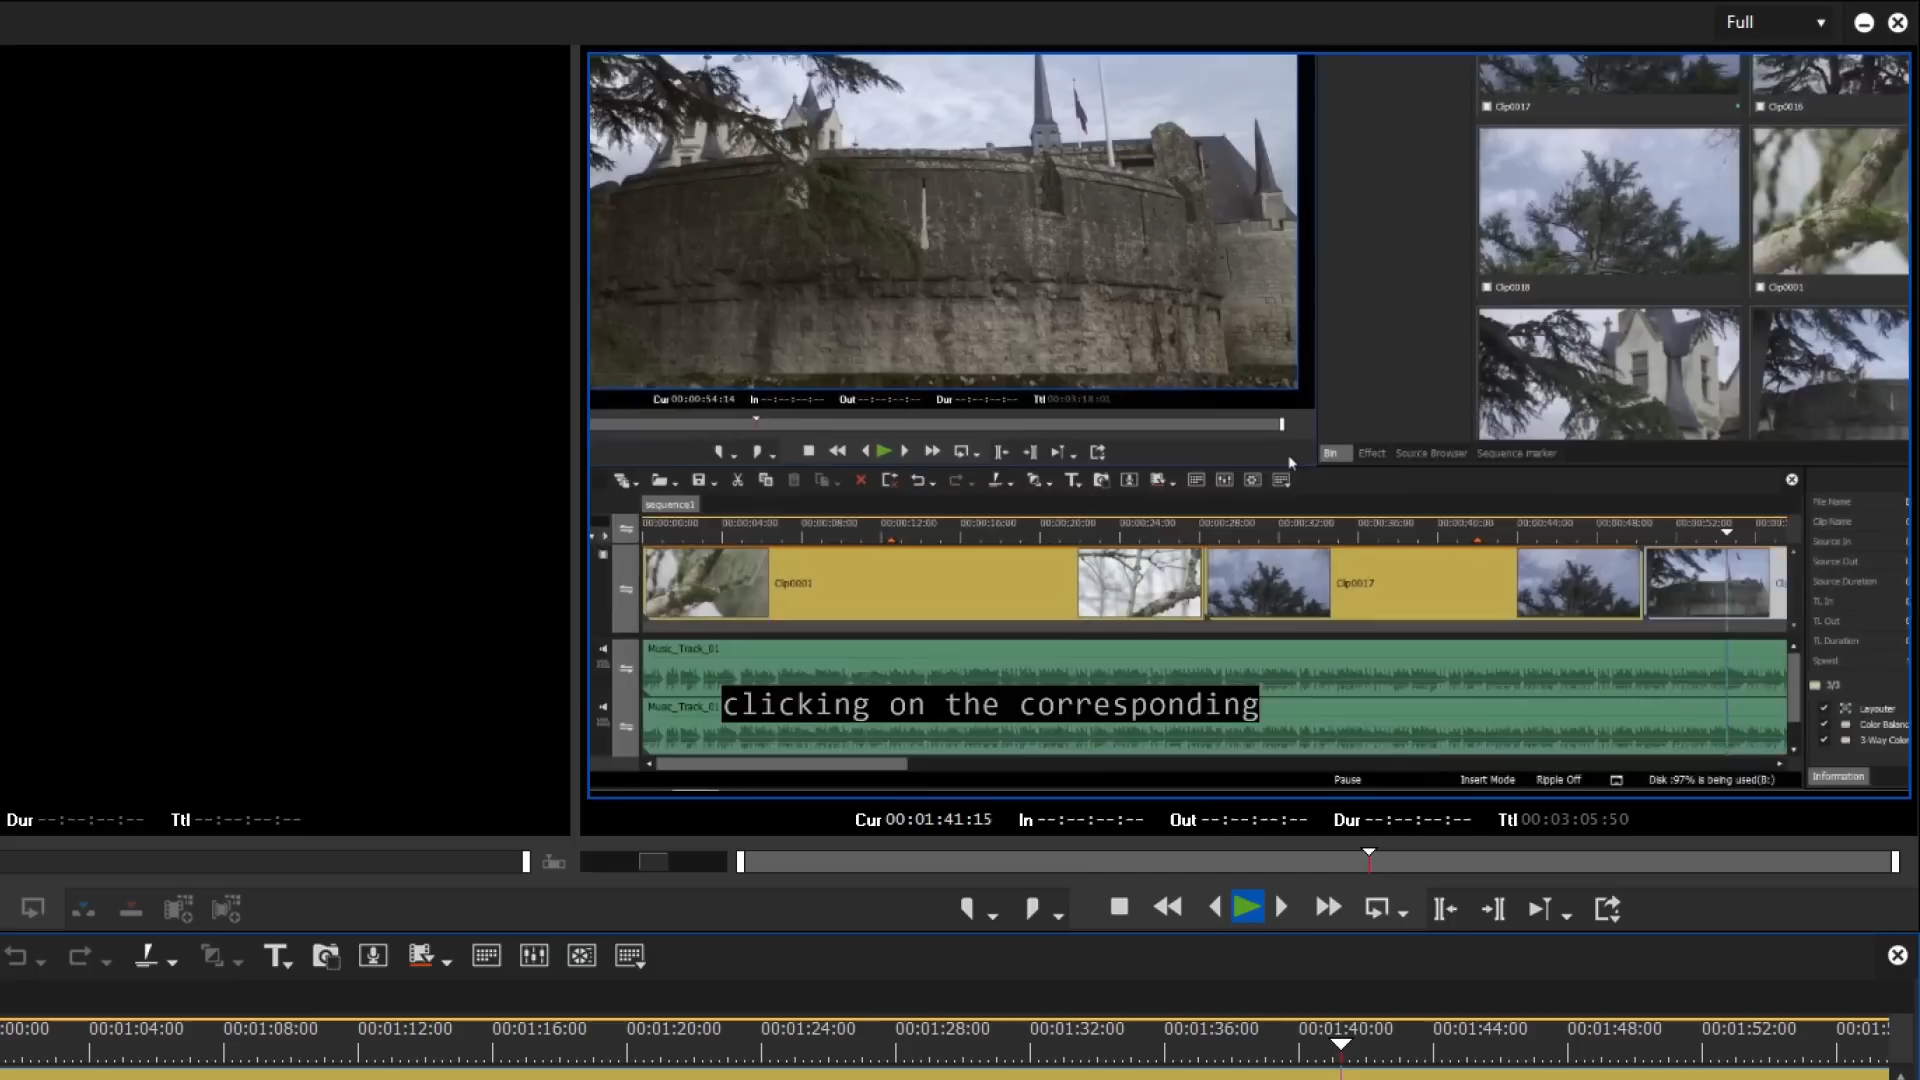 Full
Clip0017
Clip0016
Clip0018
Clip0001
Cur 00:00:54:14 In --:--:--:-- Out --:--:--:-- Dur --:--:--:-- Ttl 00:03:18:01
Bin Effect Source Browser Sequence marker
sequence1
00:00:00:00 00:00:04:00 00:00:08:00 00:00:12:00 00:00:16:00 00:00:20:00 00:00:24:00 00:00:28:00 00:00:32:00 00:00:36:00 00:00:40:00 00:00:44:00 00:00:48:00 00:00:52:00
File Name
Clip Name
Source In
Source Out
Source Duration
TL In
TL Out
TL Duration
Speed
Clip0001
Clip0017
Music_Track_01
Music_Track_01
clicking on the corresponding
3/3
Layouter
Color Balanc
3-Way Color
Pause Insert Mode Ripple Off Disk :97% is being used(B:)
Information
Dur --:--:--:-- Ttl --:--:--:--
Cur 00:01:41:15 In --:--:--:-- Out --:--:--:-- Dur --:--:--:-- Ttl 00:03:05:50
:00:00 00:01:04:00 00:01:08:00 00:01:12:00 00:01:16:00 00:01:20:00 00:01:24:00 00:01:28:00 00:01:32:00 00:01:36:00 00:01:40:00 00:01:44:00 00:01:48:00 00:01:52:00 00:01:5